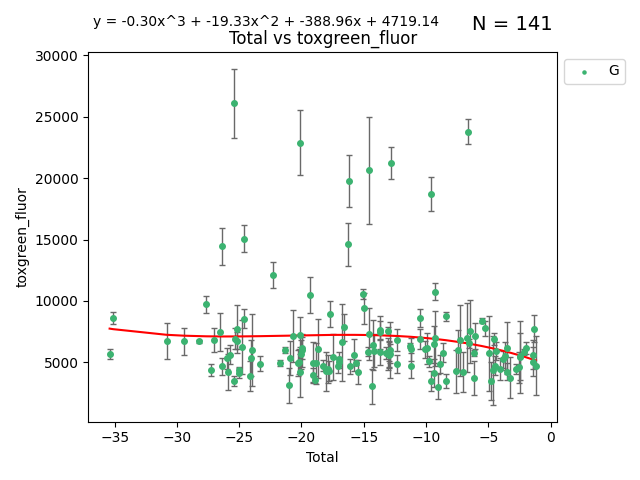 y = -0.30x^3 + -19.33x^2 + -388.96x + 4719.14
N = 141
Total vs toxgreen_fluor
G
30000
25000
20000
15000
10000
5000
toxgreen_fluor
−35 −30 −25 −20 −15 −10 −5 0
Total